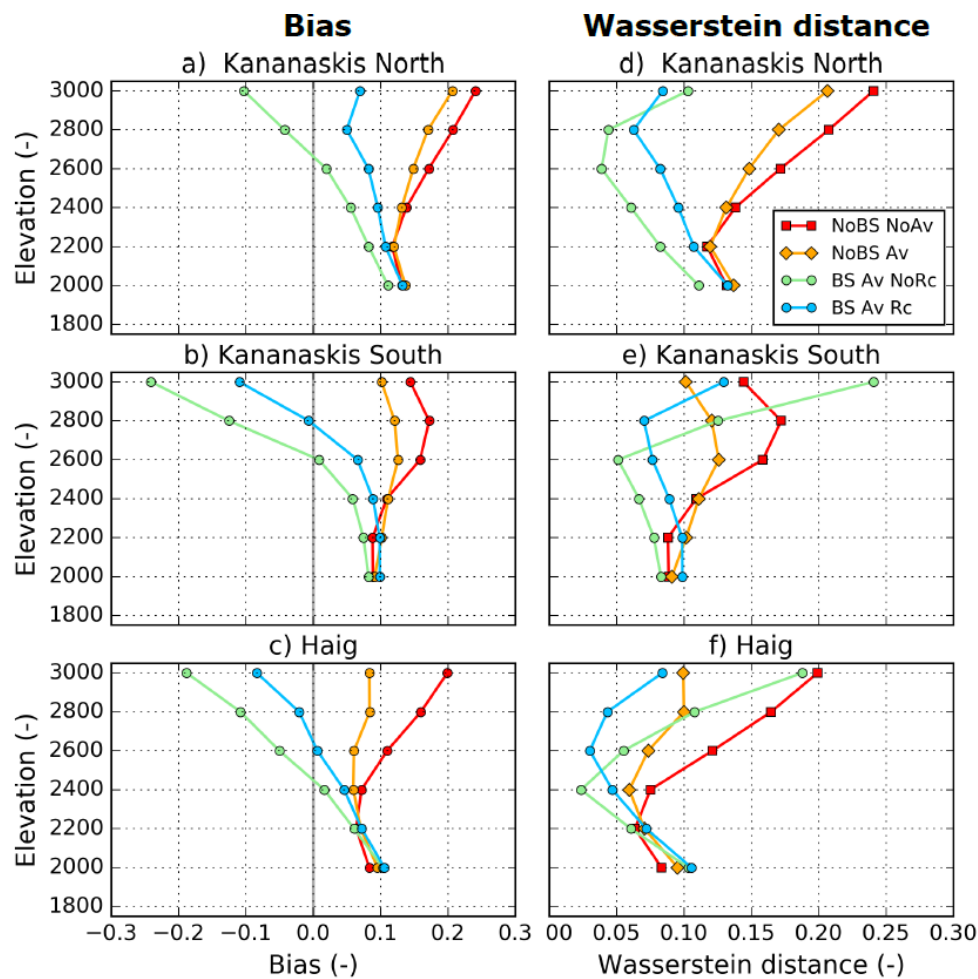 Bias
Wasserstein distance
a) Kananaskis North
d) Kananaskis North
3000
2800
2600
2400
2200
2000
1800
Elevation (-)
NoBS NoAv
NoBS Av
BS Av NoRc
BS Av Rc
b) Kananaskis South
e) Kananaskis South
3000
2800
2600
2400
2200
2000
1800
Elevation (-)
c) Haig
f) Haig
3000
2800
2600
2400
2200
2000
1800
Elevation (-)
−0.3 −0.2 −0.1 0.0 0.1 0.2 0.3
00 0.05 0.10 0.15 0.20 0.25 0.30
Bias (-)
Wasserstein distance (-)